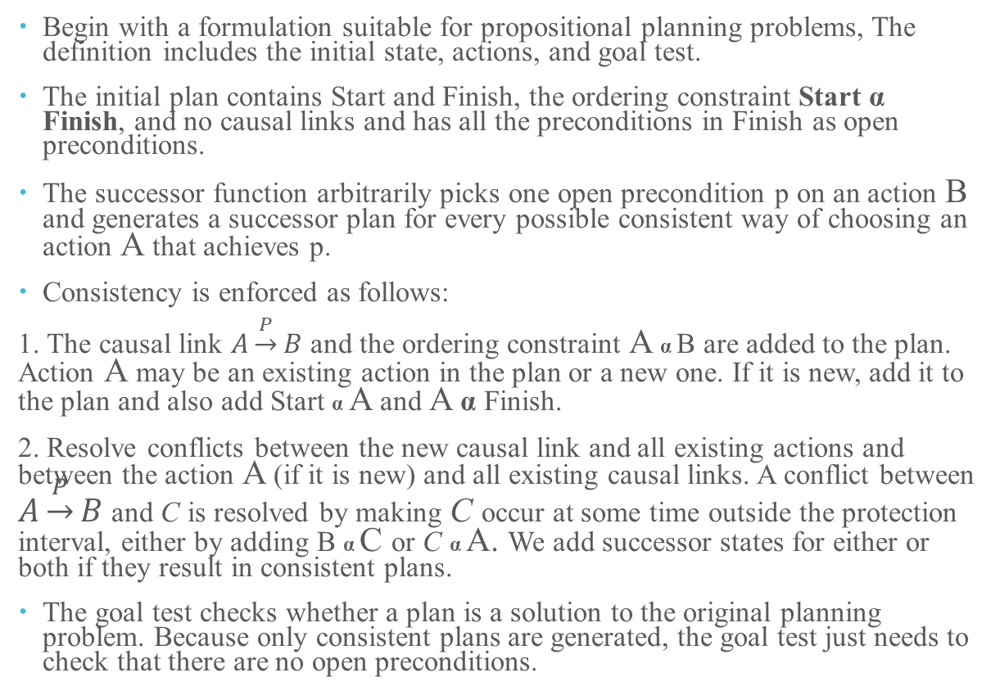 • Begin with a formulation suitable for propositional planning problems, The
definition includes the initial state, actions, and goal test.
• The initial plan contains Start and Finish, the ordering constraint Start α
Finish, and no causal links and has all the preconditions in Finish as open
preconditions.
• The successor function arbitrarily picks one open precondition p on an action B
and generates a successor plan for every possible consistent way of choosing an
action A that achieves p.
• Consistency is enforced as follows:
P
1. The causal link A → B and the ordering constraint A α B are added to the plan.
Action A may be an existing action in the plan or a new one. If it is new, add it to
the plan and also add Start α A and A α Finish.
2. Resolve conflicts between the new causal link and all existing actions and
between the action A (if it is new) and all existing causal links. A conflict between
P
A → B and C is resolved by making C occur at some time outside the protection
interval, either by adding B α C or C α A. We add successor states for either or
both if they result in consistent plans.
• The goal test checks whether a plan is a solution to the original planning
problem. Because only consistent plans are generated, the goal test just needs to
check that there are no open preconditions.